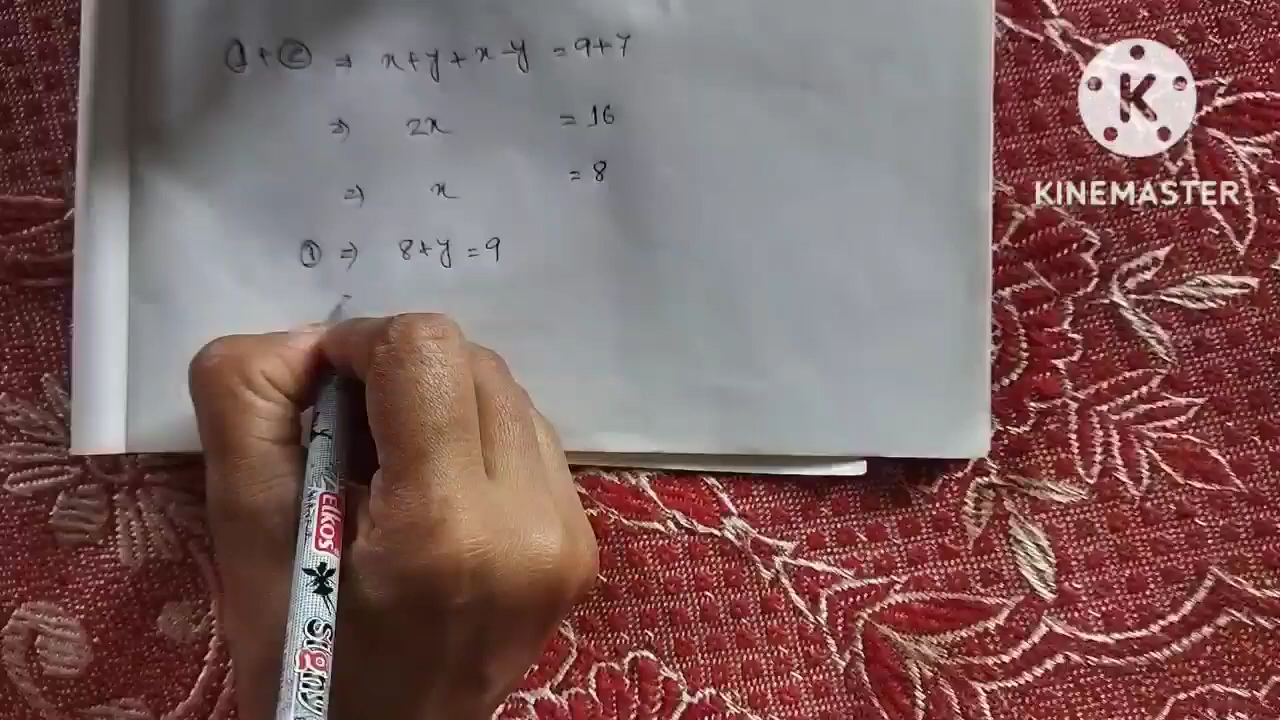 ① + ② ⇒ x+y+x-y = 9+7
⇒ 2x = 16
⇒ x = 8
① ⇒ 8+y = 9
K
KINEMASTER
Elkos